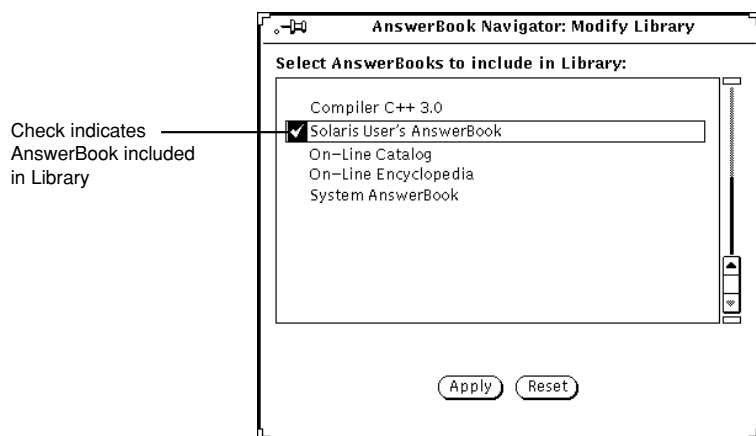 AnswerBook Navigator: Modify Library
Select AnswerBooks to include in Library:
Compiler C++ 3.0
Solaris User's AnswerBook
On−Line Catalog
On−Line Encyclopedia
System AnswerBook
Check indicates
AnswerBook included
in Library
Apply
Reset